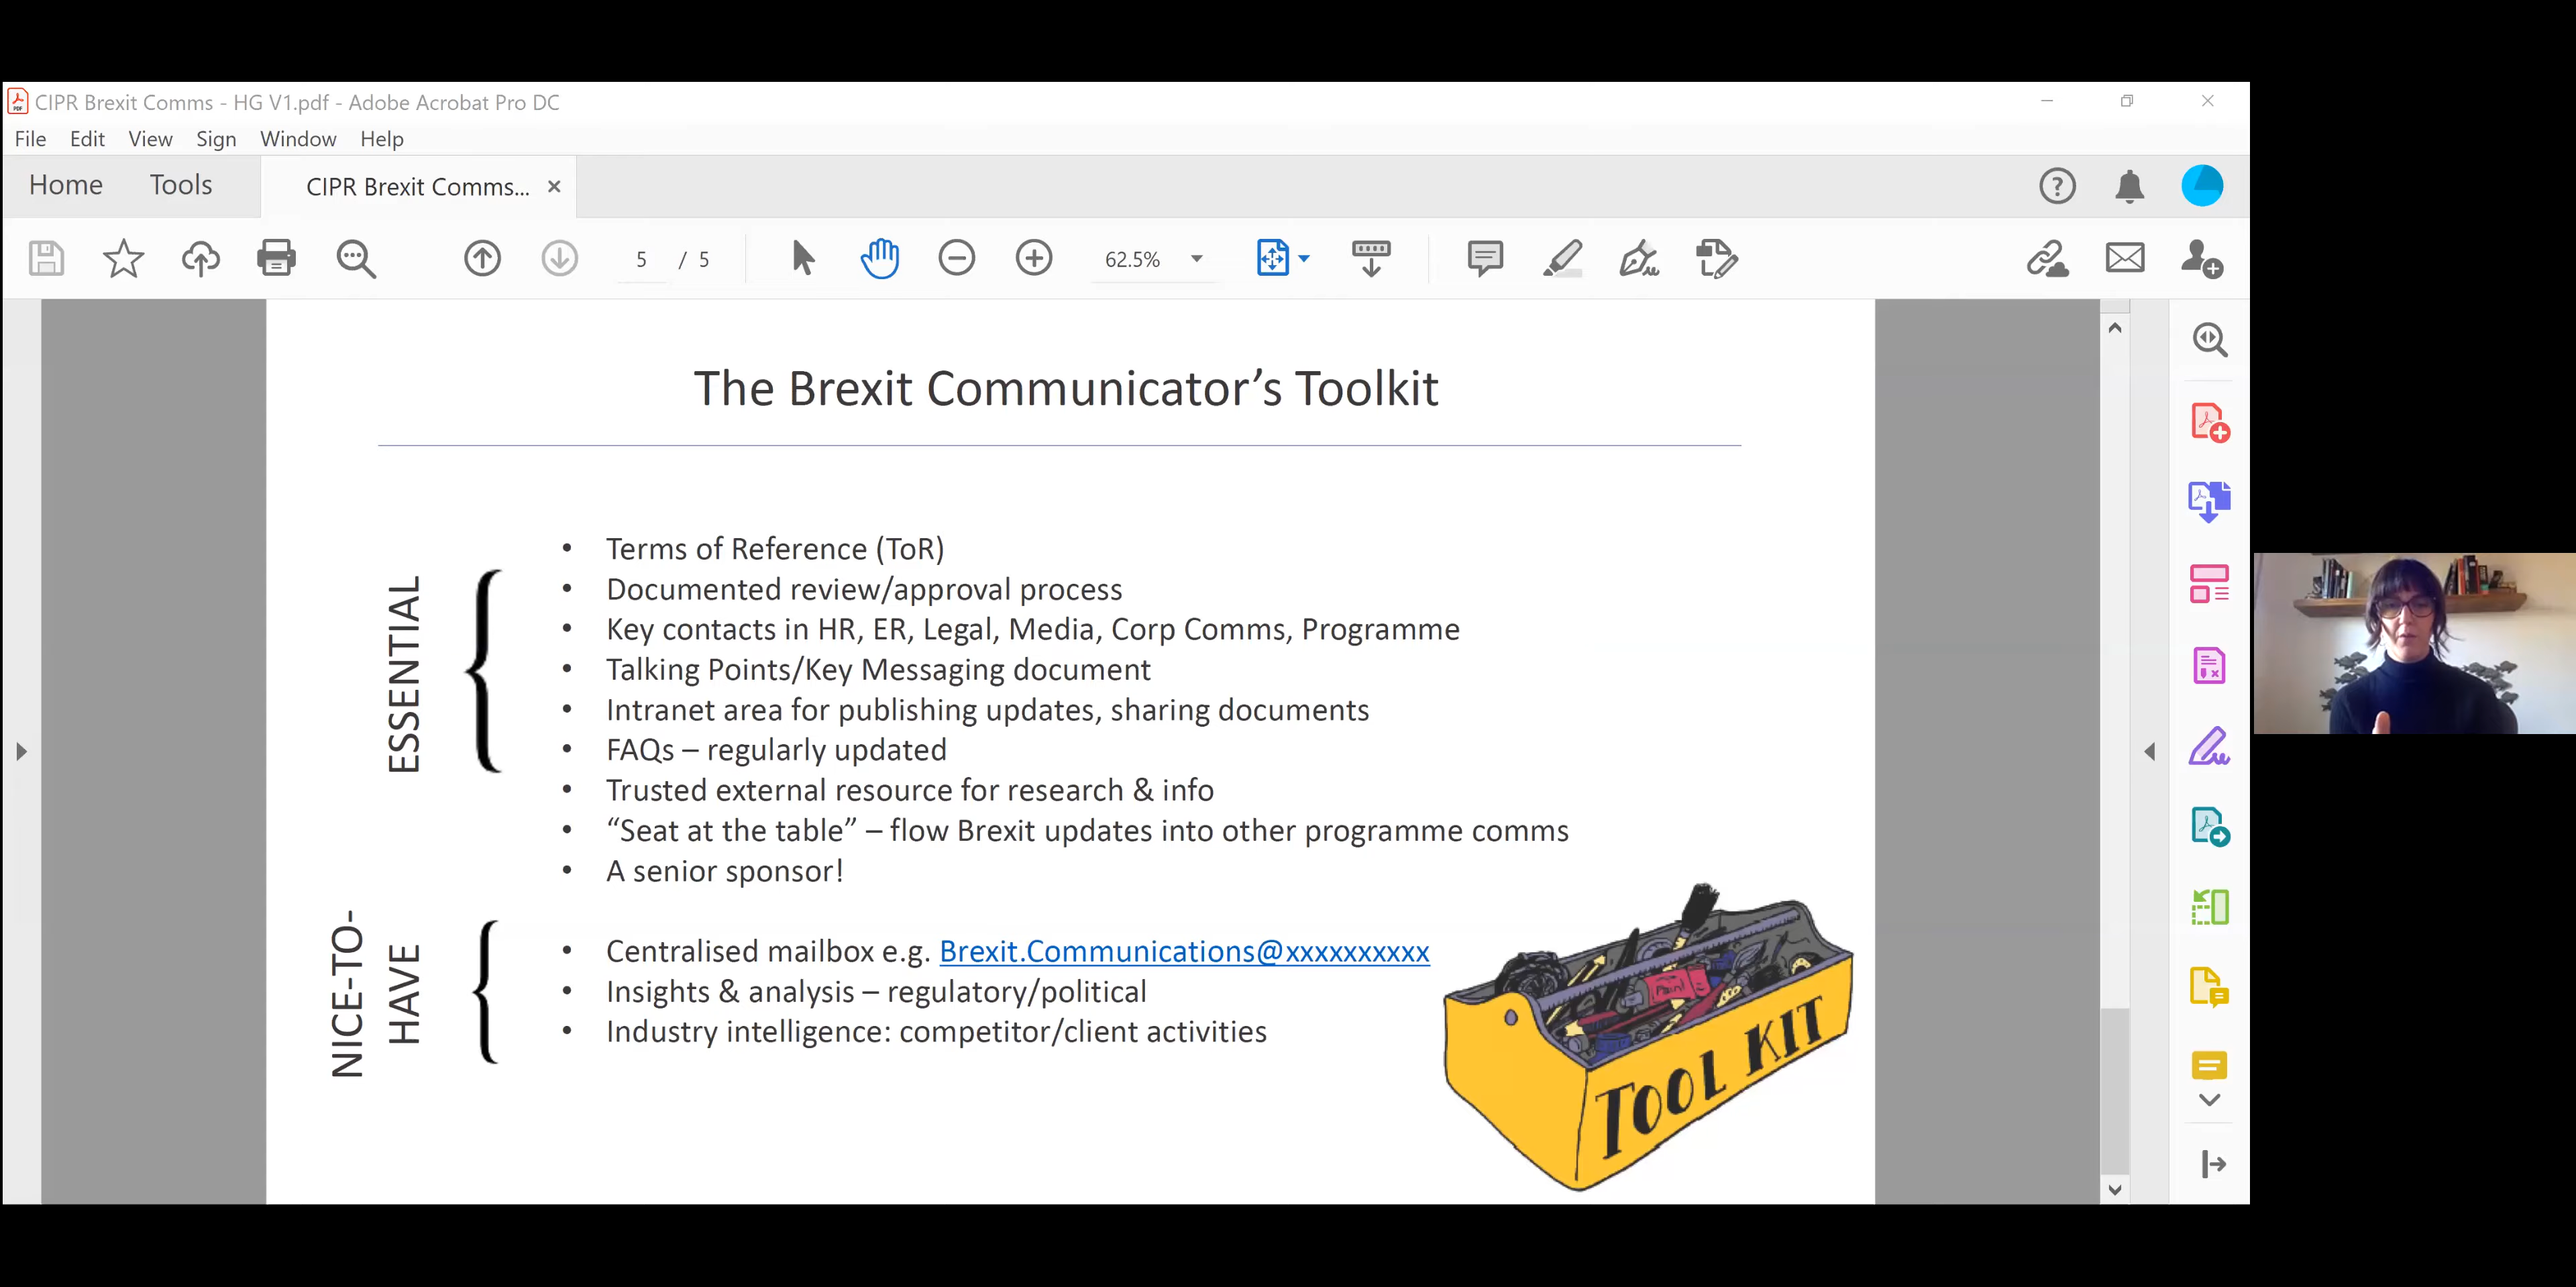 CIPR Brexit Comms - HG V1.pdf - Adobe Acrobat Pro DC
File Edit View Sign Window Help
Home Tools CIPR Brexit Comms...
5 / 5 62.5%
The Brexit Communicator’s Toolkit
ESSENTIAL
• Terms of Reference (ToR)
• Documented review/approval process
• Key contacts in HR, ER, Legal, Media, Corp Comms, Programme
• Talking Points/Key Messaging document
• Intranet area for publishing updates, sharing documents
• FAQs – regularly updated
• Trusted external resource for research & info
• “Seat at the table” – flow Brexit updates into other programme comms
• A senior sponsor!
NICE-TO-
HAVE
• Centralised mailbox e.g. Brexit.Communications@xxxxxxxxxx
• Insights & analysis – regulatory/political
• Industry intelligence: competitor/client activities
Paint
TOOL KIT